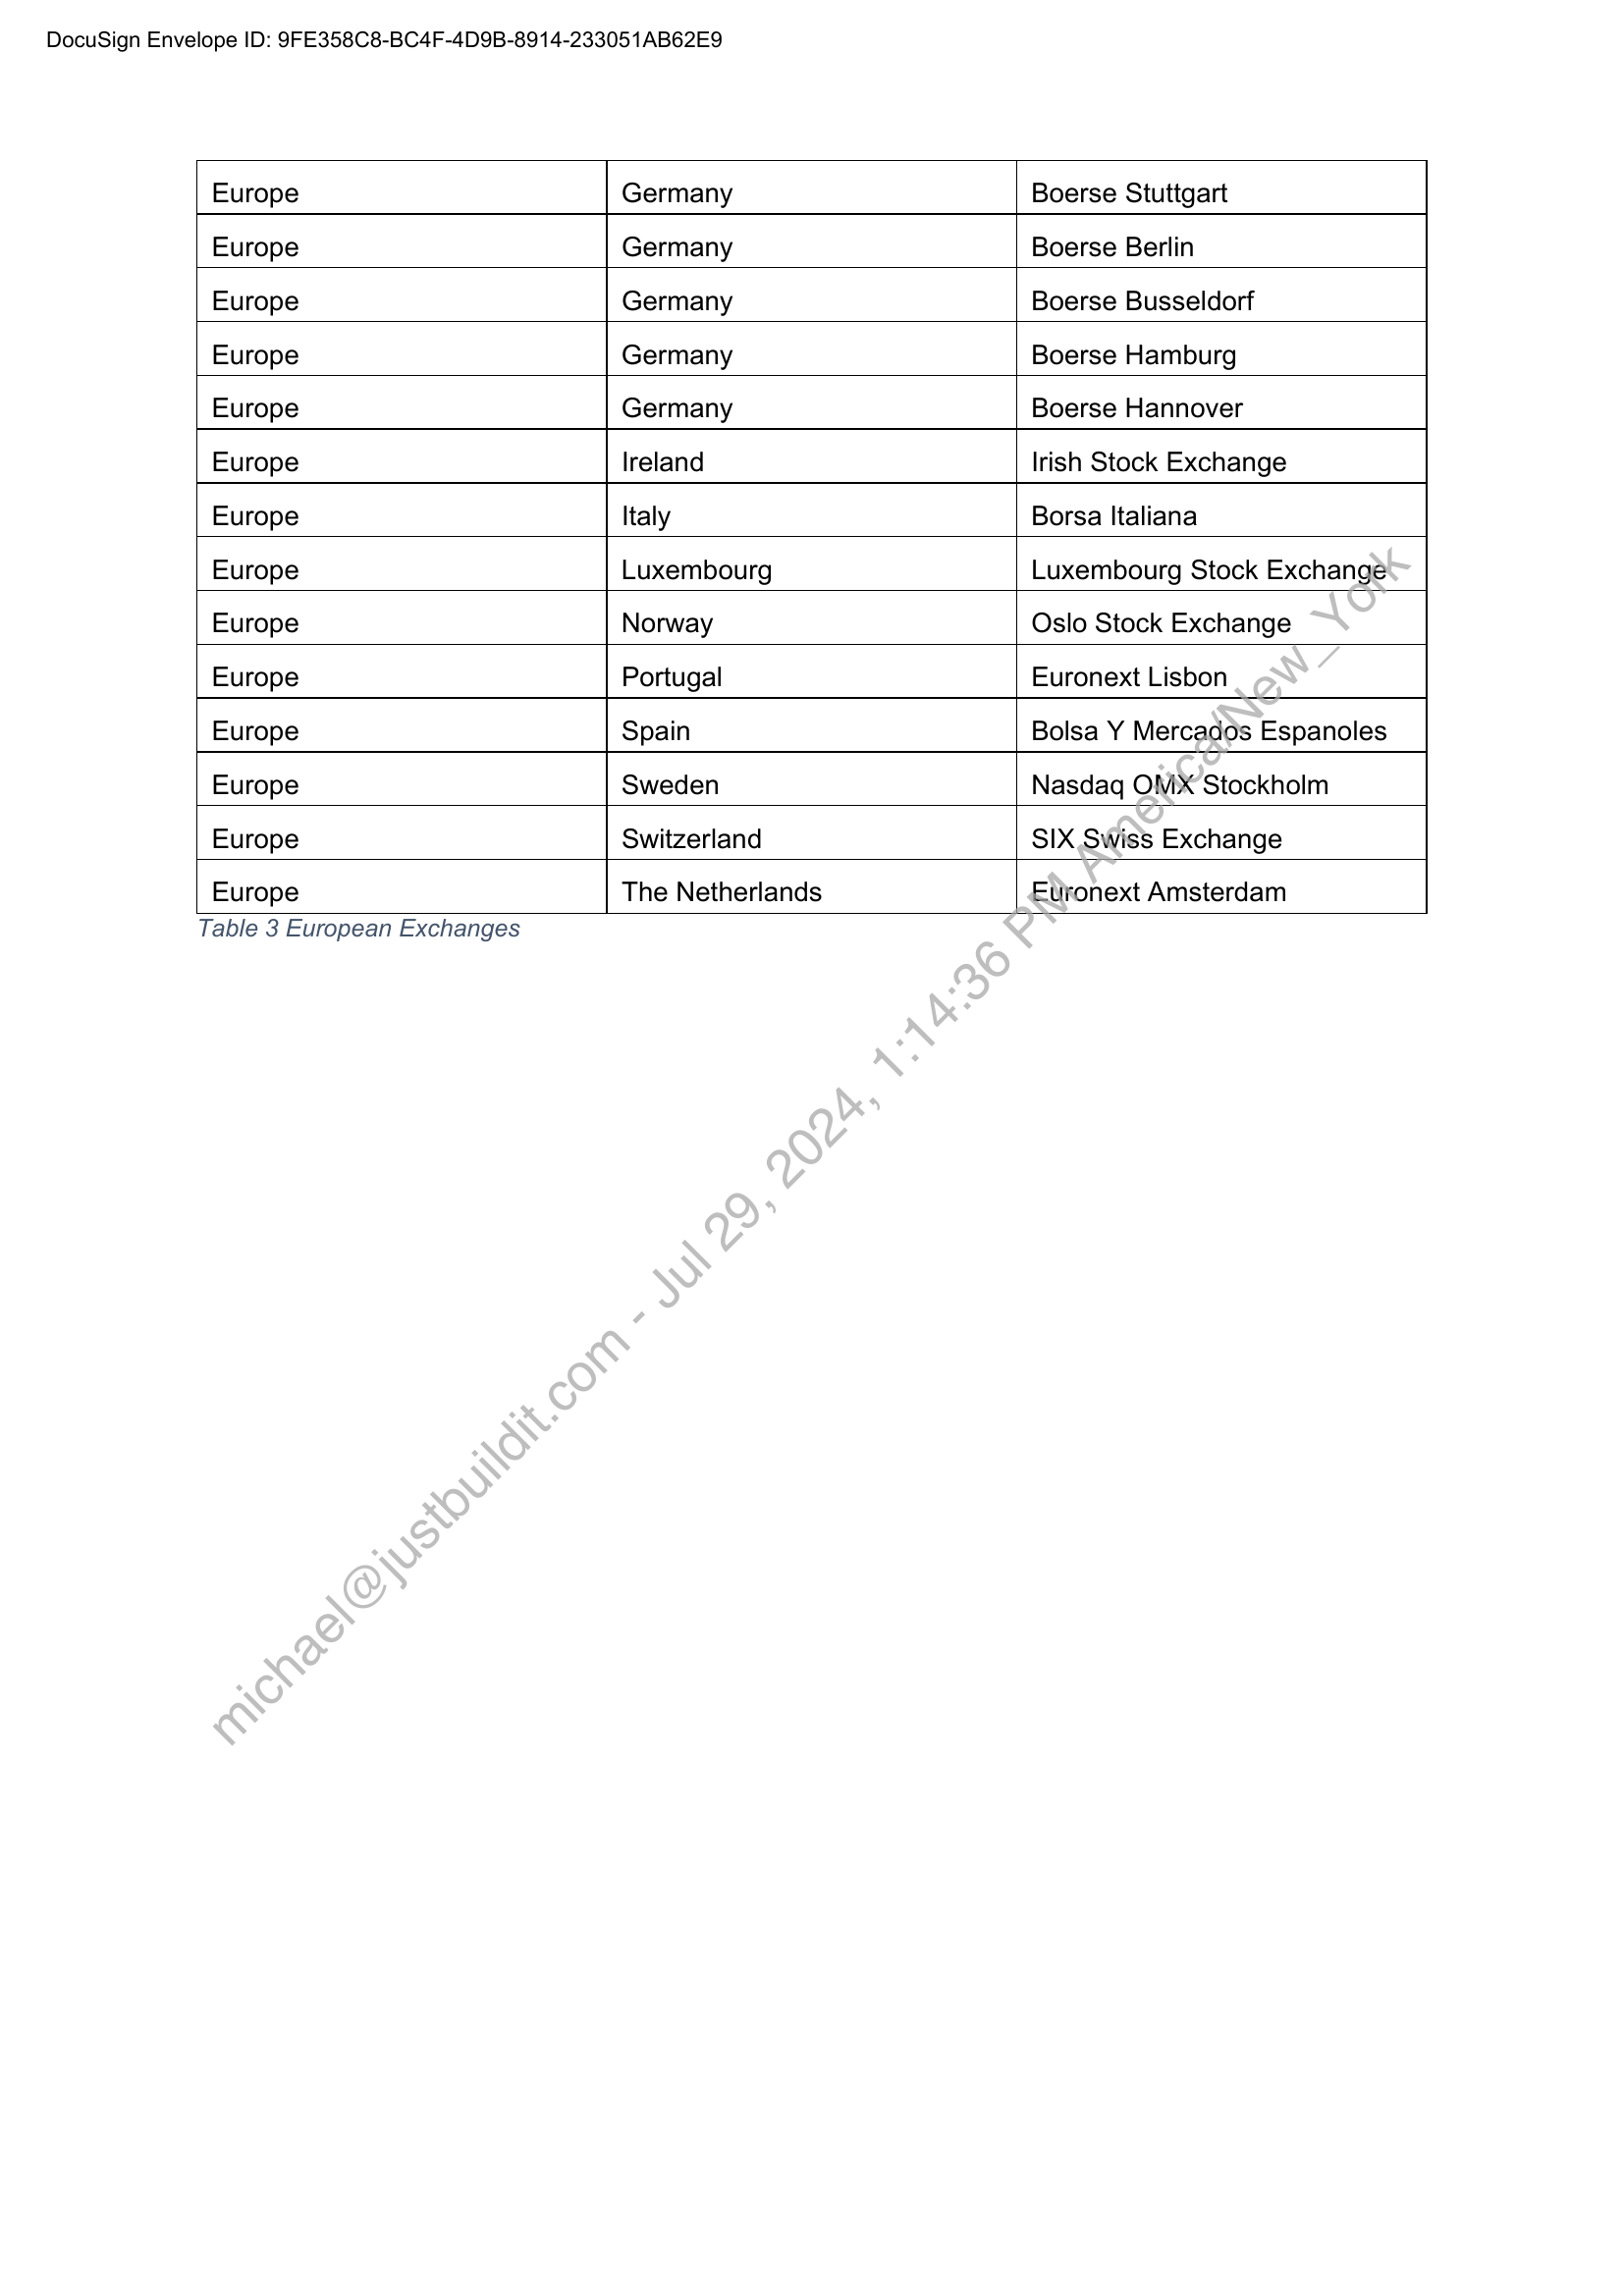 DocuSign Envelope ID: 9FE358C8-BC4F-4D9B-8914-233051AB62E9
Europe Germany Boerse Stuttgart
Europe Germany Boerse Berlin
Europe Germany Boerse Busseldorf
Europe Germany Boerse Hamburg
Europe Germany Boerse Hannover
Europe Ireland Irish Stock Exchange
Europe Italy Borsa Italiana
Europe Luxembourg Luxembourg Stock Exchange
Europe Norway Oslo Stock Exchange
Europe Portugal Euronext Lisbon
Europe Spain Bolsa Y Mercados Espanoles
Europe Sweden Nasdaq OMX Stockholm
Europe Switzerland SIX Swiss Exchange
Europe The Netherlands Euronext Amsterdam
Table 3 European Exchanges
michael@justbuildit.com - Jul 29, 2024, 1:14:36 PM America/New_York